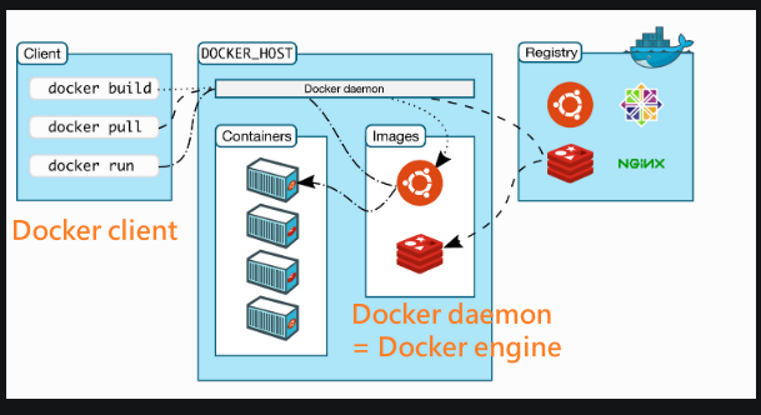 Client
docker build
docker pull
docker run
Docker client
DOCKER_HOST
Docker daemon
Containers
Images
Docker daemon
= Docker engine
Registry
NGINX